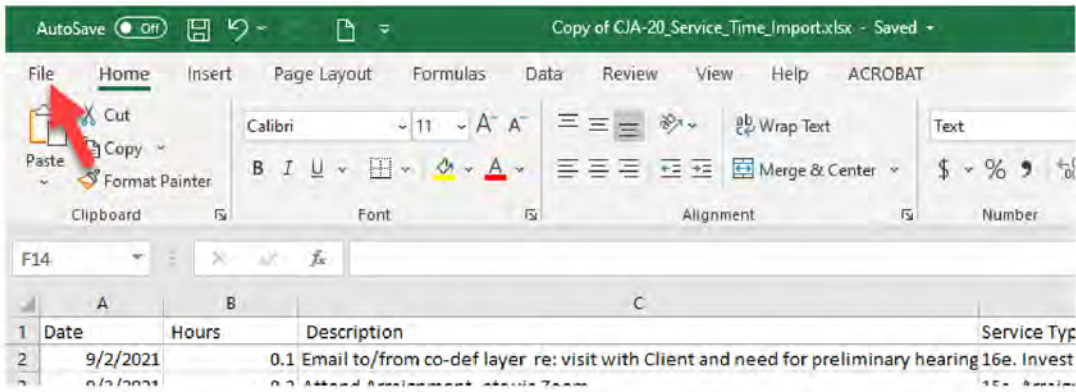 AutoSave Off Copy of CJA-20_Service_Time_Import.xlsx - Saved
File Home Insert Page Layout Formulas Data Review View Help ACROBAT
Cut Calibri 11 A A ab Wrap Text Text
Paste Copy
Format Painter B I U A Merge & Center $ % 9
Clipboard Font Alignment Number
F14 fx
A B C
1 Date Hours Description Service Typ
2 9/2/2021 0.1 Email to/from co-def layer re: visit with Client and need for preliminary hearing 16e. Invest